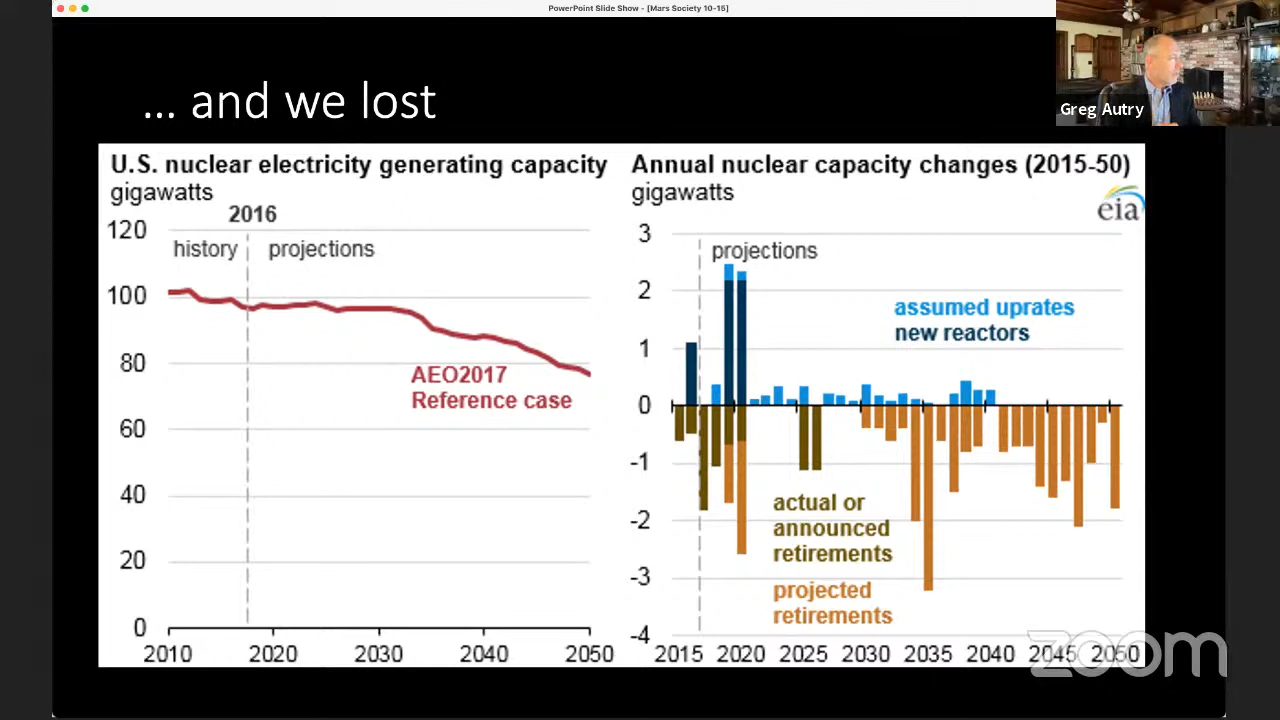 PowerPoint Slide Show - [Mars Society 10-15]
Greg Autry
... and we lost
U.S. nuclear electricity generating capacity
gigawatts
2016
120
history
projections
100
80
AEO2017
Reference case
60
40
20
0
2010
2020
2030
2040
2050
Annual nuclear capacity changes (2015-50)
gigawatts
eia
3
projections
2
assumed uprates
new reactors
1
0
-1
actual or
announced
retirements
-2
-3
projected
retirements
-4
2015
2020
2025
2030
2035
2040
2045
2050
zoom